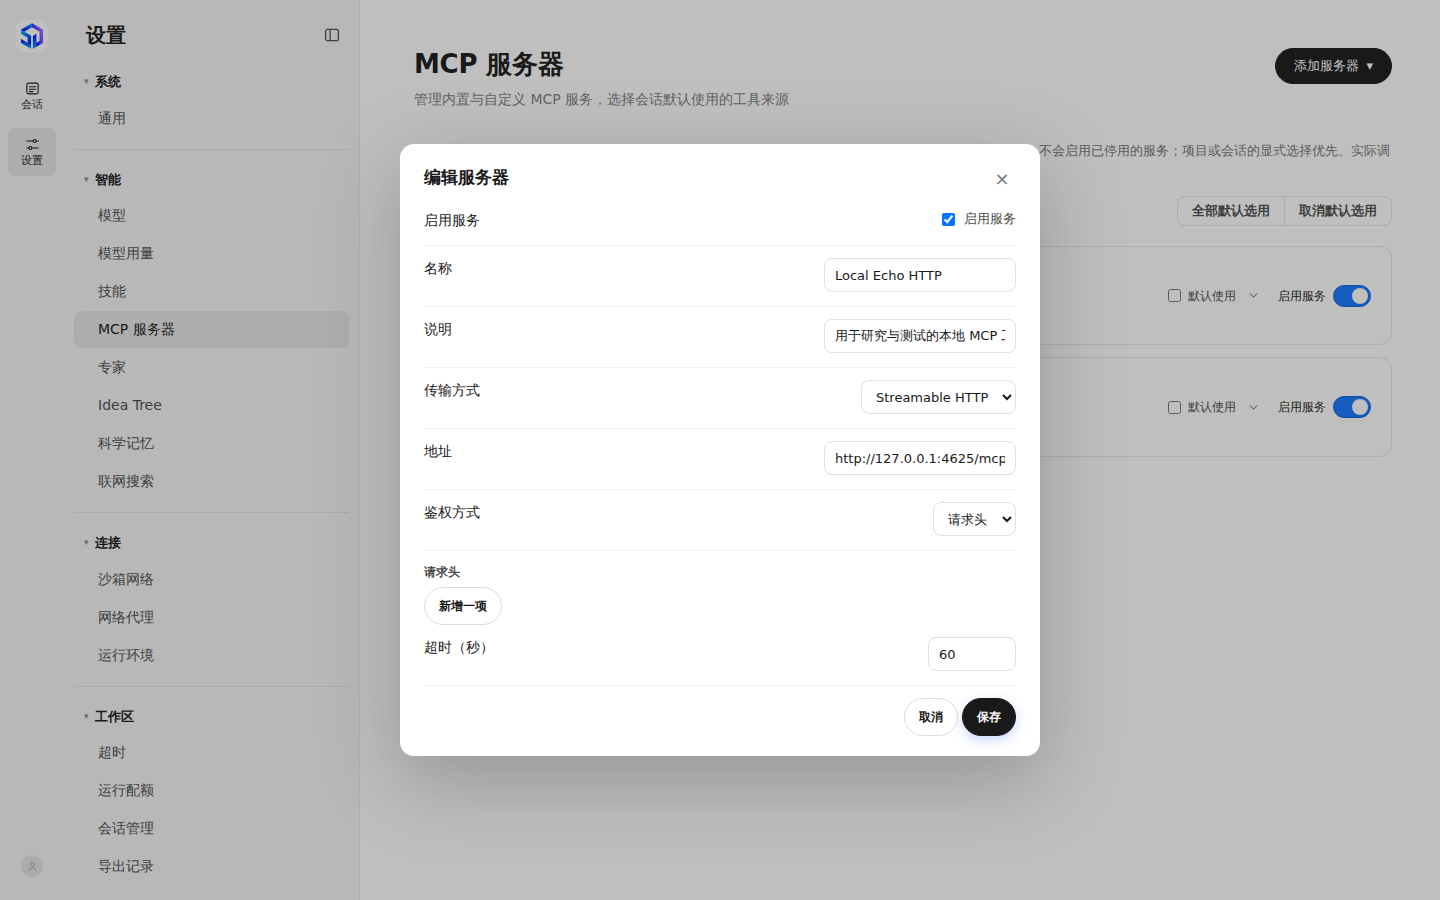 设置
会话
设置
▾ 系统
通用
▾ 智能
模型
模型用量
技能
MCP 服务器
专家
Idea Tree
科学记忆
联网搜索
▾ 连接
沙箱网络
网络代理
运行环境
▾ 工作区
超时
运行配额
会话管理
导出记录
MCP 服务器
添加服务器 ▾
管理内置与自定义 MCP 服务，选择会话默认使用的工具来源
不会启用已停用的服务；项目或会话的显式选择优先。实际调
全部默认选用 取消默认选用
默认使用 启用服务
默认使用 启用服务
编辑服务器 ×
启用服务 启用服务
名称 Local Echo HTTP
说明 用于研究与测试的本地 MCP
传输方式 Streamable HTTP
地址 http://127.0.0.1:4625/mcp
鉴权方式 请求头
请求头
新增一项
超时（秒） 60
取消 保存